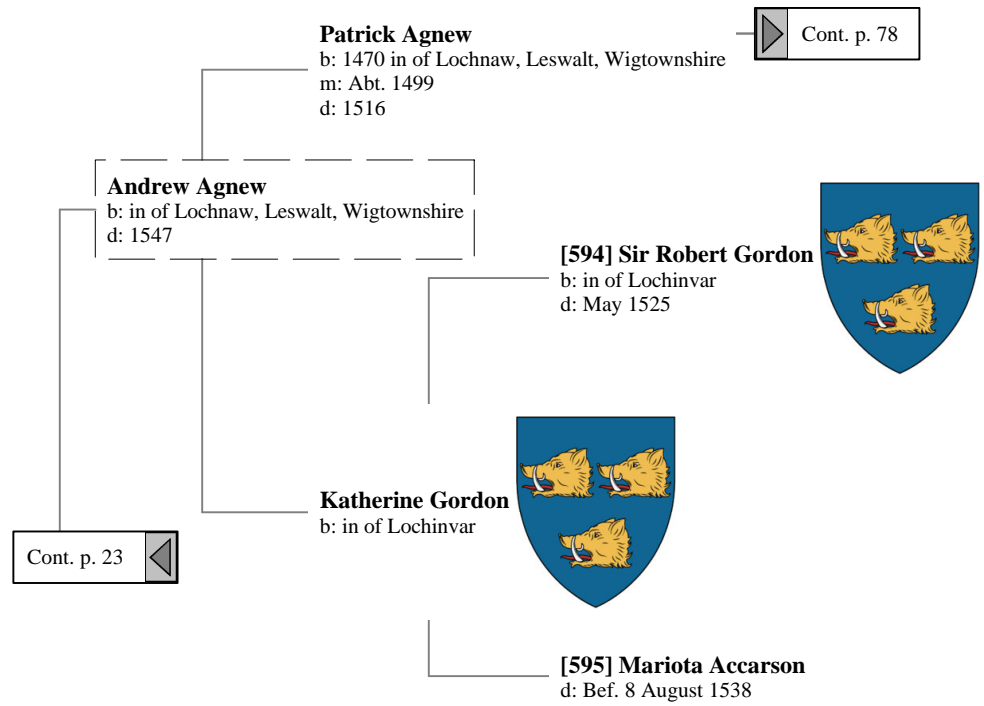 Patrick Agnew
b: 1470 in of Lochnaw, Leswalt, Wigtownshire
m: Abt. 1499
d: 1516
Cont. p. 78
Andrew Agnew
b: in of Lochnaw, Leswalt, Wigtownshire
d: 1547
[594] Sir Robert Gordon
b: in of Lochinvar
d: May 1525
Katherine Gordon
b: in of Lochinvar
Cont. p. 23
[595] Mariota Accarson
d: Bef. 8 August 1538